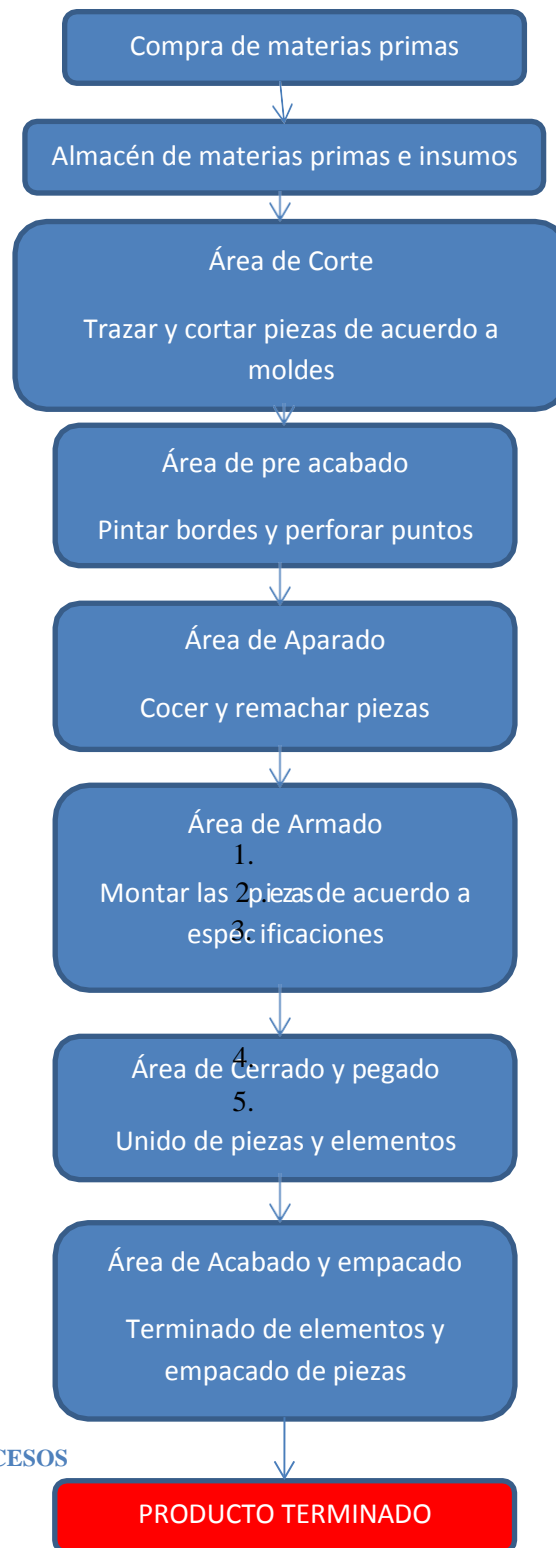 Compra de materias primas
Almacén de materias primas e insumos
Área de Corte
Trazar y cortar piezas de acuerdo a
moldes
Área de pre acabado
Pintar bordes y perforar puntos
Área de Aparado
Cocer y remachar piezas
Área de Armado
1.
Montar las piezas de acuerdo a
2.
especificaciones
3.
4.
Área de Cerrado y pegado
5.
Unido de piezas y elementos
Área de Acabado y empacado
Terminado de elementos y
empacado de piezas
CESOS
PRODUCTO TERMINADO